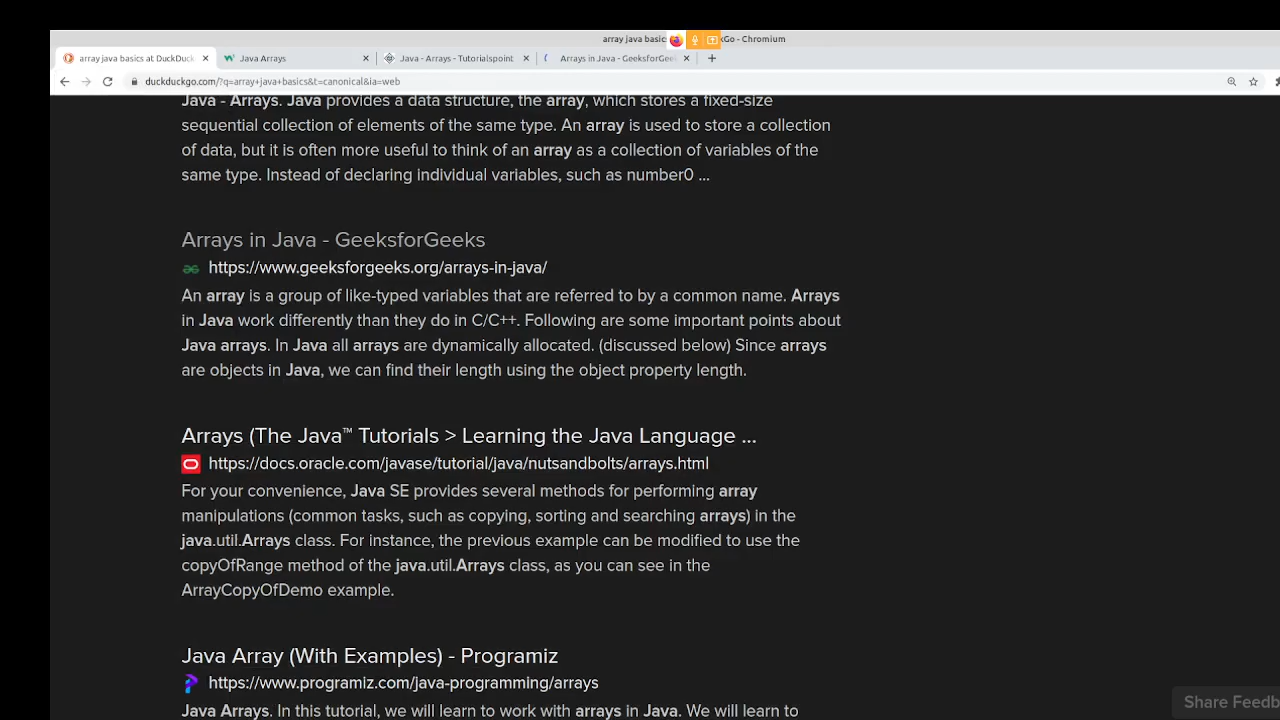 array java basics
kGo - Chromium
array java basics at DuckDuck
Java Arrays
Java - Arrays - Tutorialspoint
Arrays in Java - GeeksforGee
duckduckgo.com/?q=array+java+basics&t=canonical&ia=web
Java - Arrays. Java provides a data structure, the array, which stores a fixed-size
sequential collection of elements of the same type. An array is used to store a collection
of data, but it is often more useful to think of an array as a collection of variables of the
same type. Instead of declaring individual variables, such as number0 ...
Arrays in Java - GeeksforGeeks
https://www.geeksforgeeks.org/arrays-in-java/
An array is a group of like-typed variables that are referred to by a common name. Arrays
in Java work differently than they do in C/C++. Following are some important points about
Java arrays. In Java all arrays are dynamically allocated. (discussed below) Since arrays
are objects in Java, we can find their length using the object property length.
Arrays (The Java™ Tutorials > Learning the Java Language ...
https://docs.oracle.com/javase/tutorial/java/nutsandbolts/arrays.html
For your convenience, Java SE provides several methods for performing array
manipulations (common tasks, such as copying, sorting and searching arrays) in the
java.util.Arrays class. For instance, the previous example can be modified to use the
copyOfRange method of the java.util.Arrays class, as you can see in the
ArrayCopyOfDemo example.
Java Array (With Examples) - Programiz
https://www.programiz.com/java-programming/arrays
Java Arrays. In this tutorial, we will learn to work with arrays in Java. We will learn to
Share Feedb